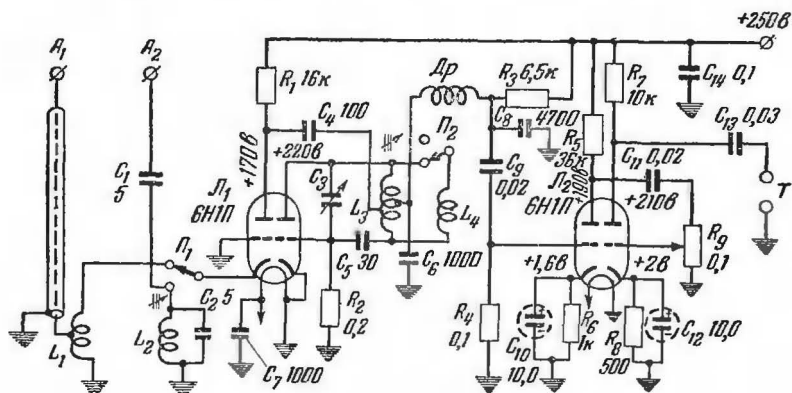 А₁
А₂
+250в
R₁ 16к
C₄ 100
Др
R₃ 6,5к
C₈
4700
П₂
R₇
10к
C₁₄ 0,1
C₁₃ 0,03
C₁
5
+170в
+220в
Л₁
6Н1П
C₃
L₃
L₄
C₉
0,02
R₅
36к
Л₂
6Н1П
+190в
C₁₁ 0,02
+210в
Т
R₉
0,1
П₁
C₅
30
C₆ 1000
+1,6в
+2в
L₁
L₂
C₂ 5
C₇ 1000
R₂
0,2
R₄
0,1
C₁₀
10,0
R₆
1к
R₈
500
C₁₂ 10,0